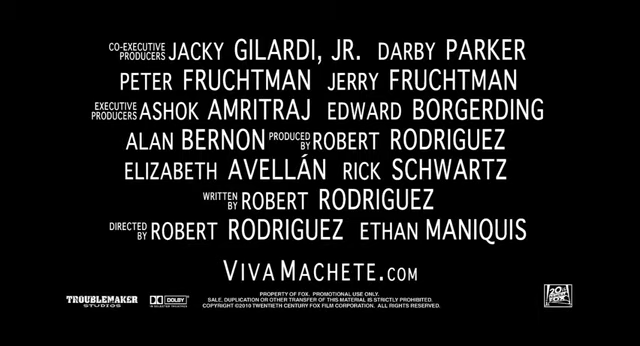 CO-EXECUTIVE PRODUCERS JACKY GILARDI, JR. DARBY PARKER
PETER FRUCHTMAN JERRY FRUCHTMAN
EXECUTIVE PRODUCERS ASHOK AMRITRAJ EDWARD BORGERDING
ALAN BERNON PRODUCED BY ROBERT RODRIGUEZ
ELIZABETH AVELLÁN RICK SCHWARTZ
WRITTEN BY ROBERT RODRIGUEZ
DIRECTED BY ROBERT RODRIGUEZ ETHAN MANIQUIS
VIVAMACHETE.COM
TROUBLEMAKER
STUDIOS
DOLBY
IN SELECTED THEATRES
PROPERTY OF FOX. PROMOTIONAL USE ONLY.
SALE, DUPLICATION OR OTHER TRANSFER OF THIS MATERIAL IS STRICTLY PROHIBITED.
COPYRIGHT ©2010 TWENTIETH CENTURY FOX FILM CORPORATION. ALL RIGHTS RESERVED.
20th
CENTURY
FOX